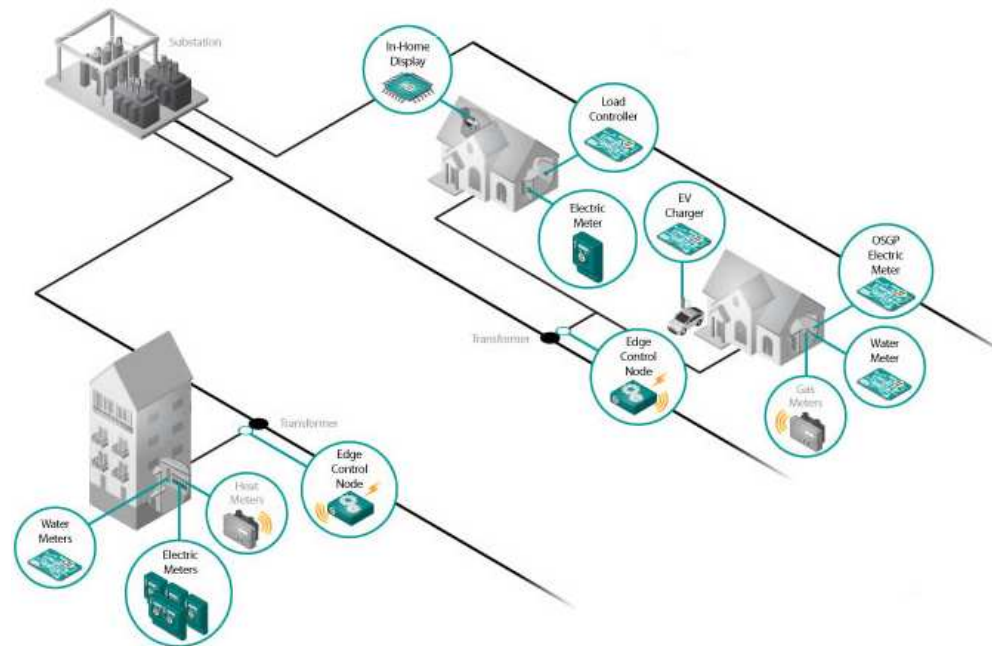 Substation
In-Home
Display
Load
Controller
Electric
Meter
EV
Charger
OSGP
Electric
Meter
Transformer
Edge
Control
Node
Water
Meter
Gas
Meters
Transformer
Edge
Control
Node
Heat
Meters
Water
Meters
Electric
Meters